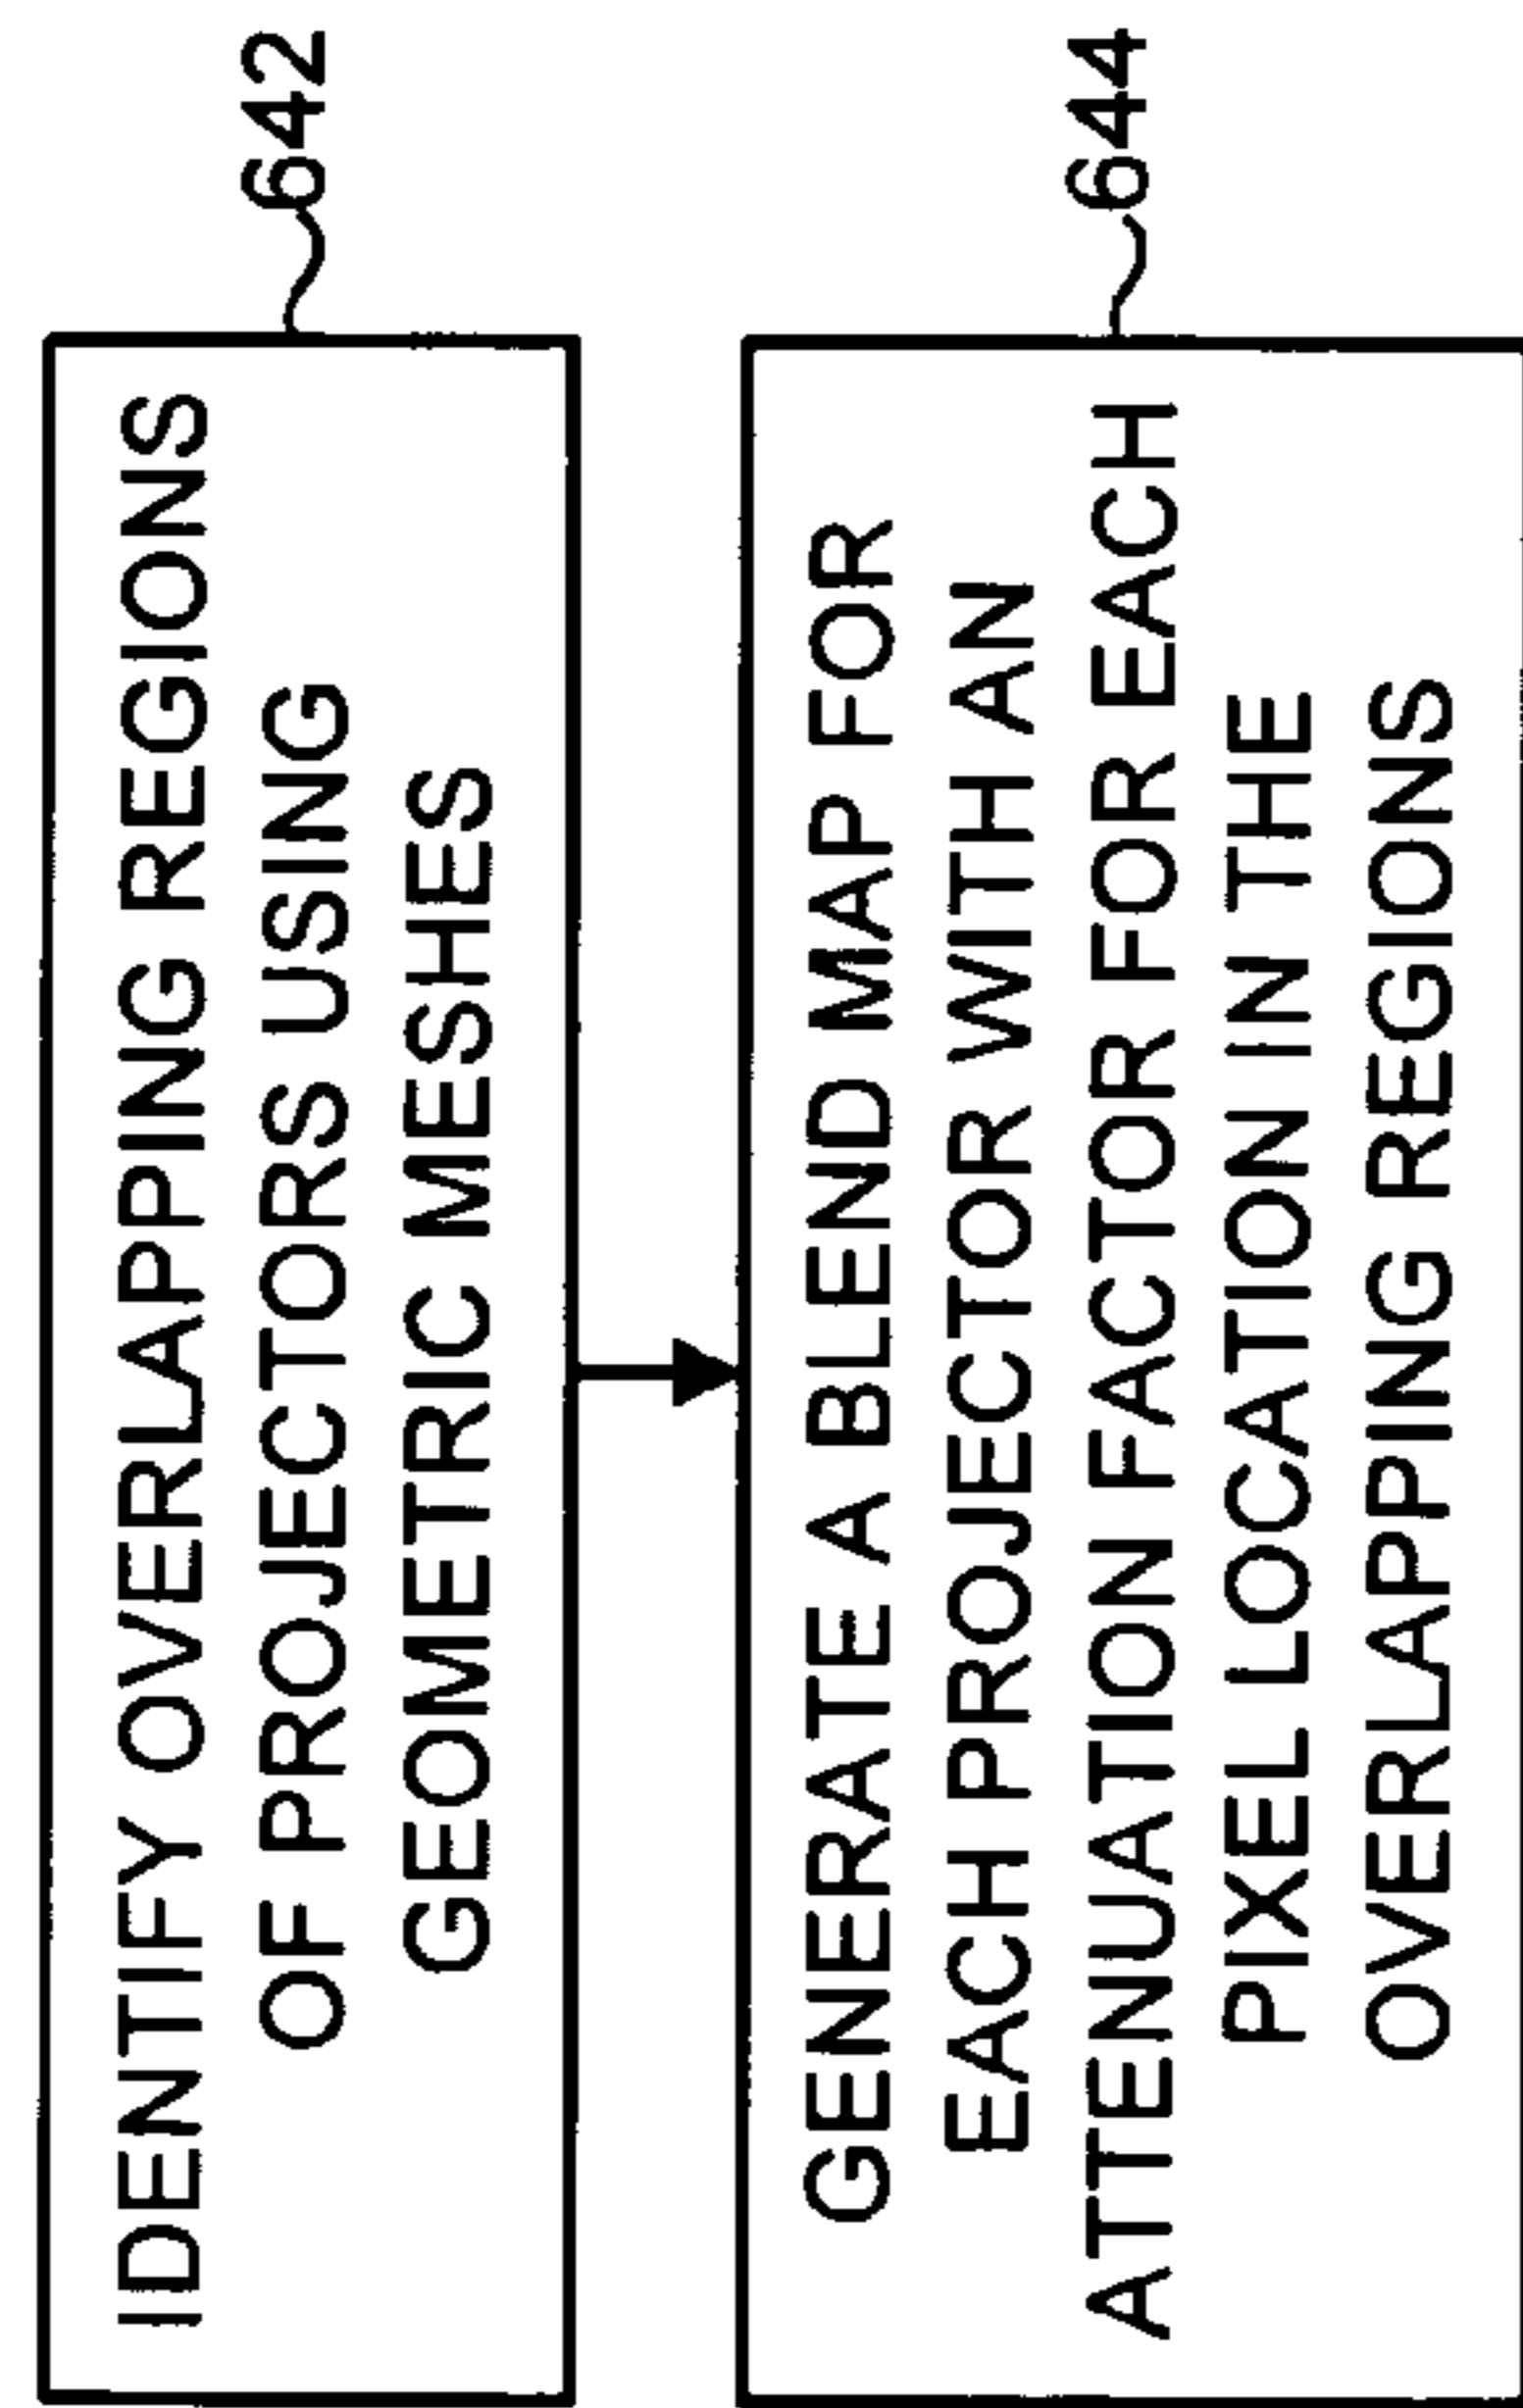 IDENTIFY OVERLAPPING REGIONS
OF PROJECTORS USING
GEOMETRIC MESHES
642
GENERATE A BLEND MAP FOR
EACH PROJECTOR WITH AN
ATTENUATION FACTOR FOR EACH
PIXEL LOCATION IN THE
OVERLAPPING REGIONS
644